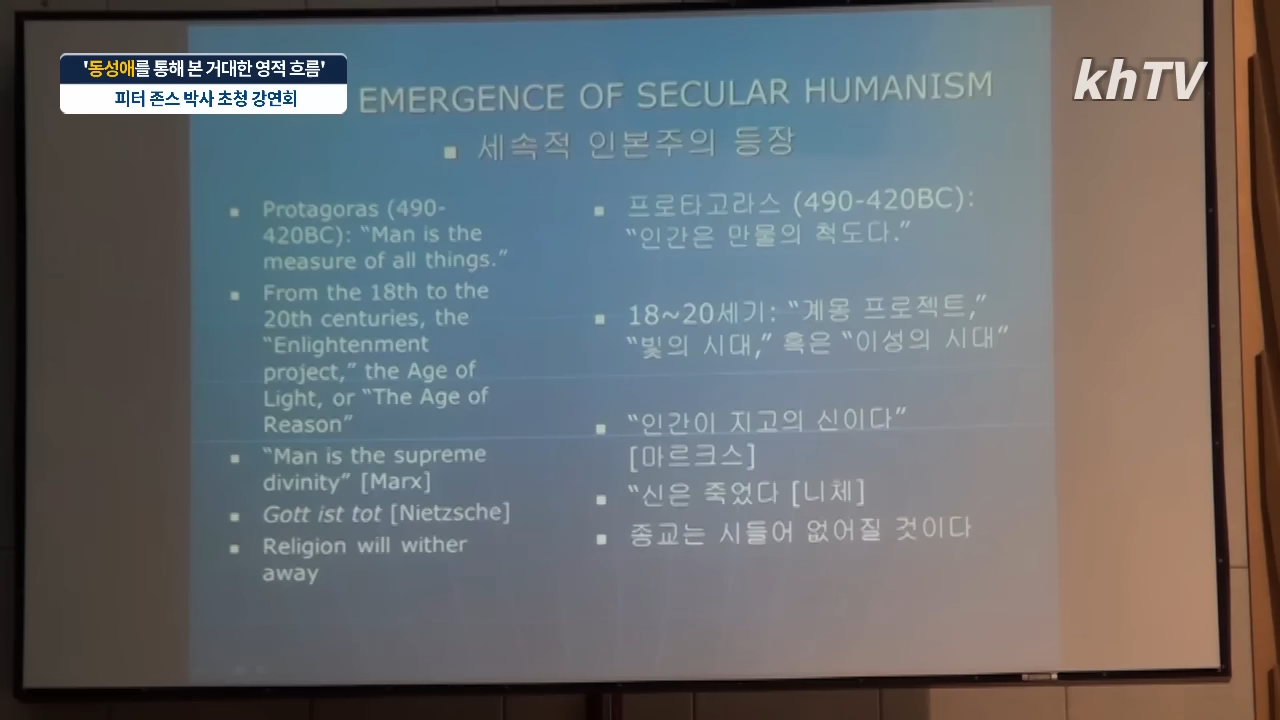 '동성애를 통해 본 거대한 영적 흐름'
피터 존스 박사 초청 강연회
khTV
EMERGENCE OF SECULAR HUMANISM
▪ 세속적 인본주의 등장
▪ Protagoras (490-
420BC): “Man is the
measure of all things.”
▪ From the 18th to the
20th centuries, the
“Enlightenment
project,” the Age of
Light, or “The Age of
Reason”
▪ “Man is the supreme
divinity” [Marx]
▪ Gott ist tot [Nietzsche]
▪ Religion will wither
away
▪ 프로타고라스 (490-420BC):
“인간은 만물의 척도다.”
▪ 18~20세기: “계몽 프로젝트,”
“빛의 시대,” 혹은 “이성의 시대”
▪ “인간이 지고의 신이다”
[마르크스]
▪ “신은 죽었다 [니체]
▪ 종교는 시들어 없어질 것이다